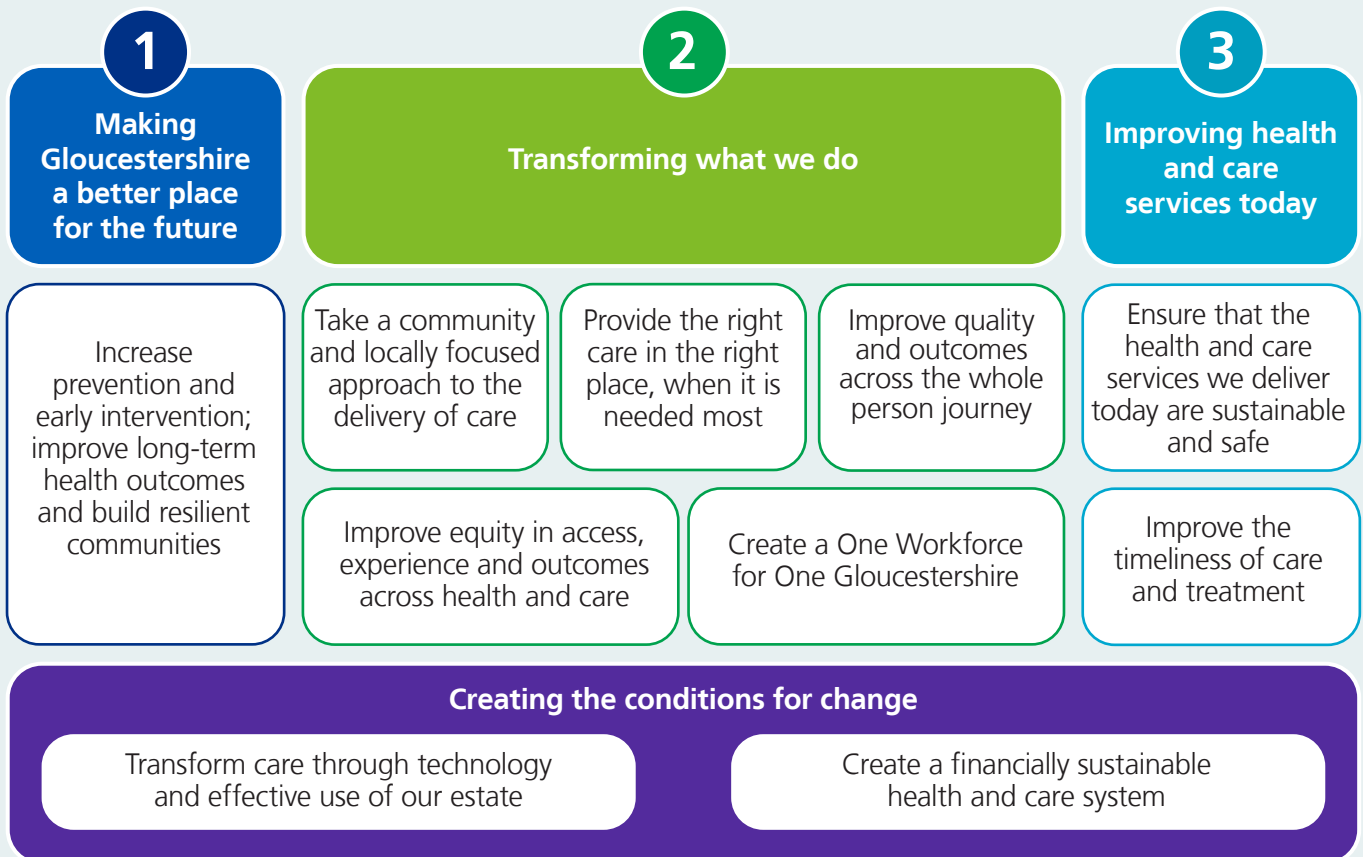 1
Making
Gloucestershire
a better place
for the future
2
Transforming what we do
3
Improving health
and care
services today
Increase
prevention and
early intervention;
improve long-term
health outcomes
and build resilient
communities
Take a community
and locally focused
approach to the
delivery of care
Provide the right
care in the right
place, when it is
needed most
Improve quality
and outcomes
across the whole
person journey
Improve equity in access,
experience and outcomes
across health and care
Create a One Workforce
for One Gloucestershire
Ensure that the
health and care
services we deliver
today are sustainable
and safe
Improve the
timeliness of care
and treatment
Creating the conditions for change
Transform care through technology
and effective use of our estate
Create a financially sustainable
health and care system